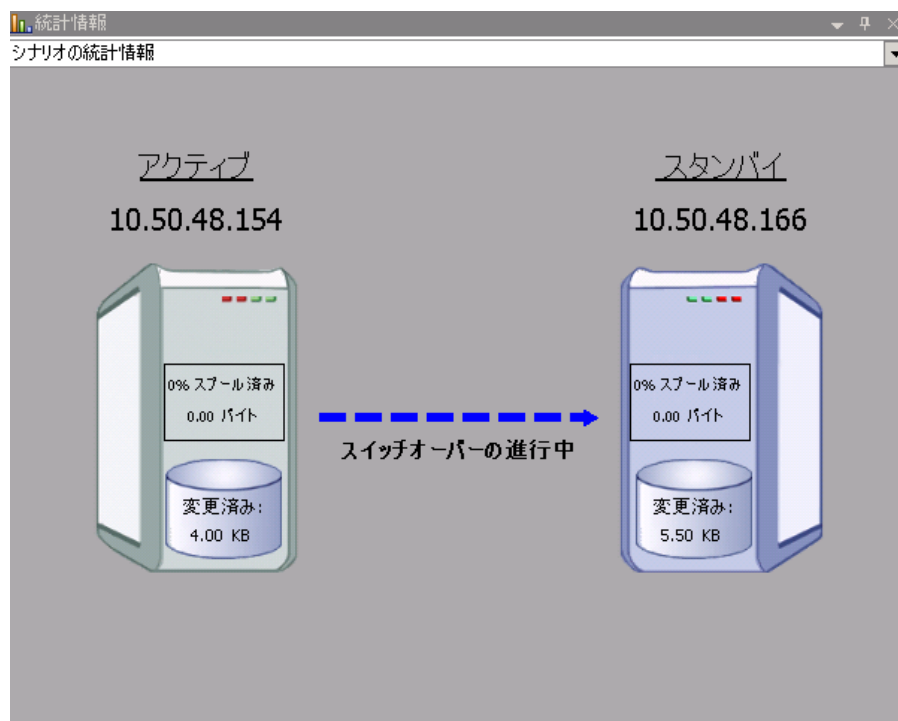 統計情報
シナリオの統計情報
アクティブ
スタンバイ
10.50.48.154
10.50.48.166
0% スプール済み
0.00 バイト
0% スプール済み
0.00 バイト
スイッチオーバーの進行中
変更済み:
4.00 KB
変更済み:
5.50 KB